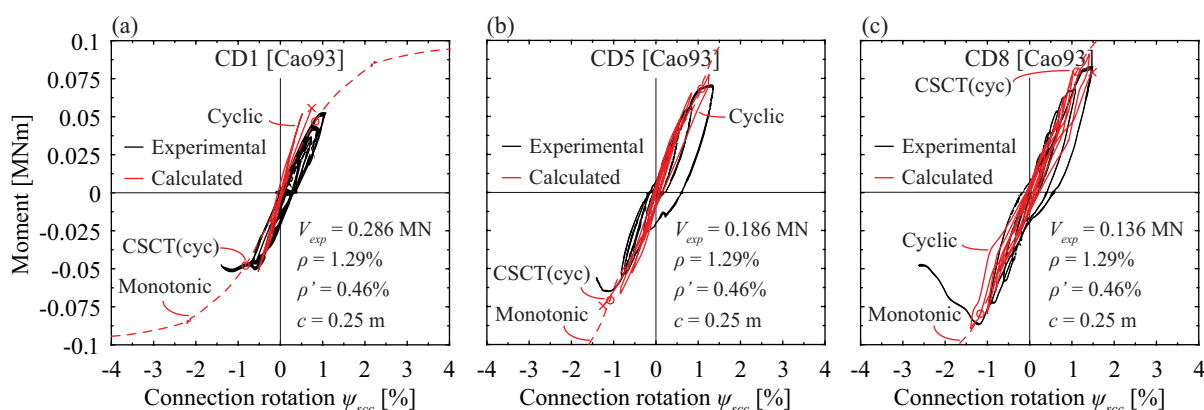 (a)
CD1 [Cao93]
Cyclic
Experimental
Calculated
CSCT(cyc)
Monotonic
V_exp = 0.286 MN
ρ = 1.29%
ρ’ = 0.46%
c = 0.25 m
Moment [MNm]
0.1
0.075
0.05
0.025
0
-0.025
-0.05
-0.075
-0.1
-4 -3 -2 -1 0 1 2 3 4
Connection rotation ψ_scc [%]
(b)
CD5 [Cao93]
Cyclic
Experimental
Calculated
CSCT(cyc)
Monotonic
V_exp = 0.186 MN
ρ = 1.29%
ρ’ = 0.46%
c = 0.25 m
-4 -3 -2 -1 0 1 2 3 4
Connection rotation ψ_scc [%]
(c)
CD8 [Cao93]
CSCT(cyc)
Experimental
Calculated
Cyclic
Monotonic
V_exp = 0.136 MN
ρ = 1.29%
ρ’ = 0.46%
c = 0.25 m
-4 -3 -2 -1 0 1 2 3 4
Connection rotation ψ_scc [%]